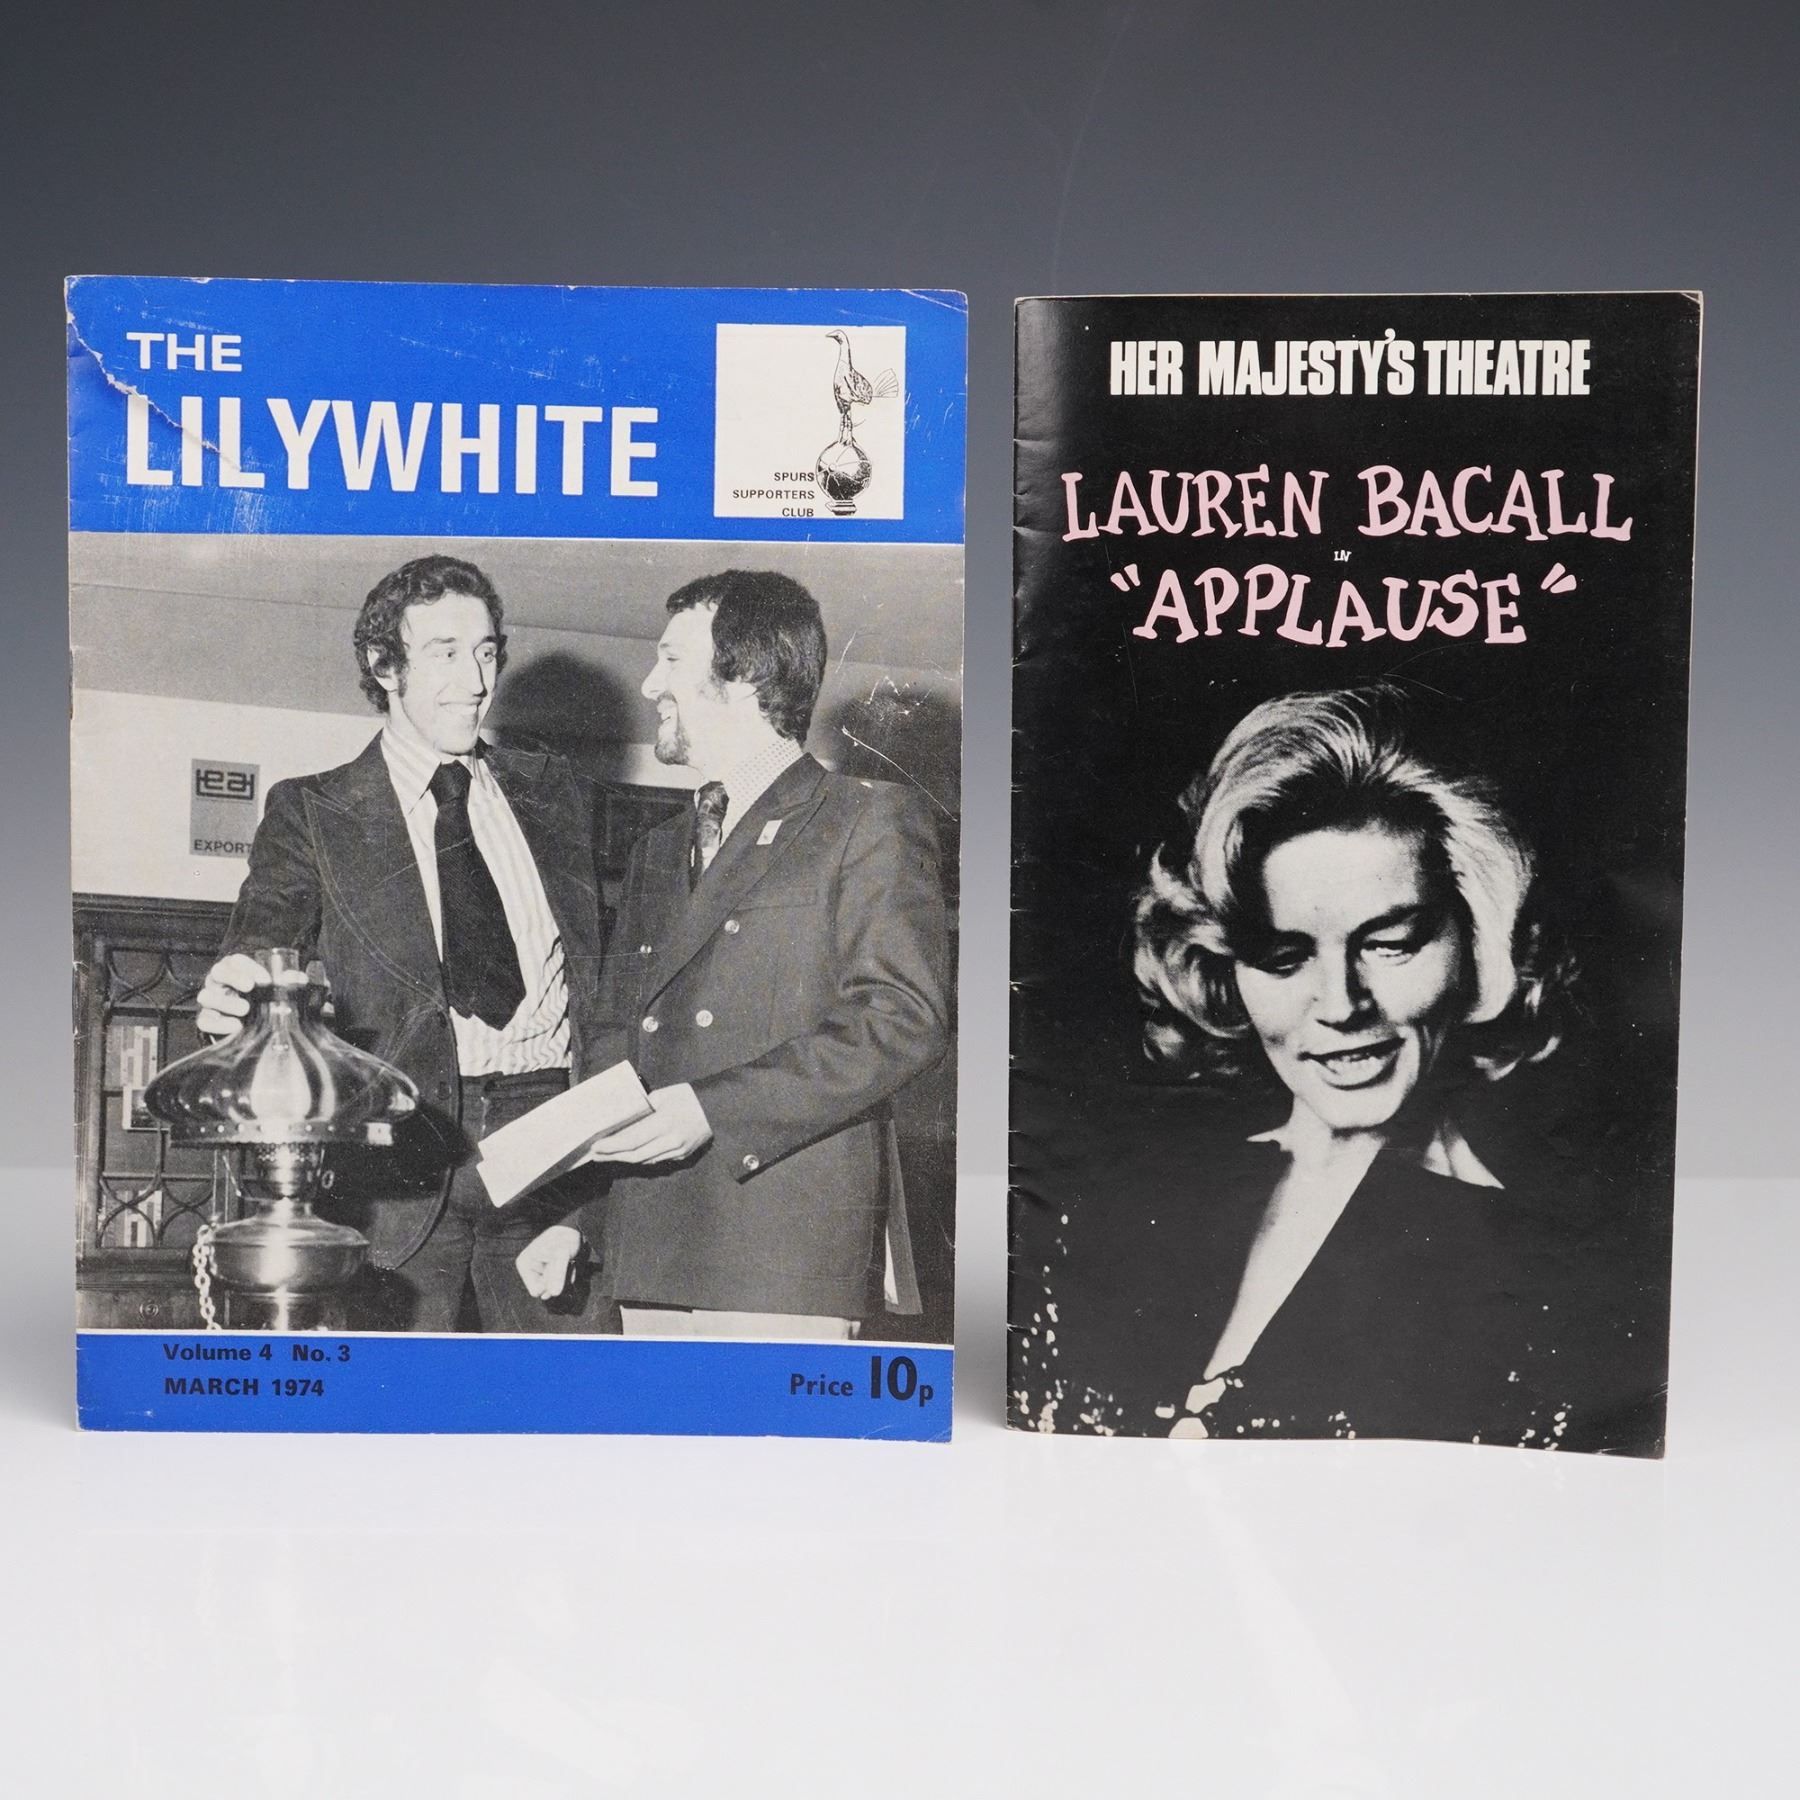 THE
LILYWHITE
SPURS
SUPPORTERS
CLUB
EXPORT
Volume 4 No. 3
MARCH 1974
Price 10p
HER MAJESTY'S THEATRE
LAUREN BACALL
IN
"APPLAUSE"